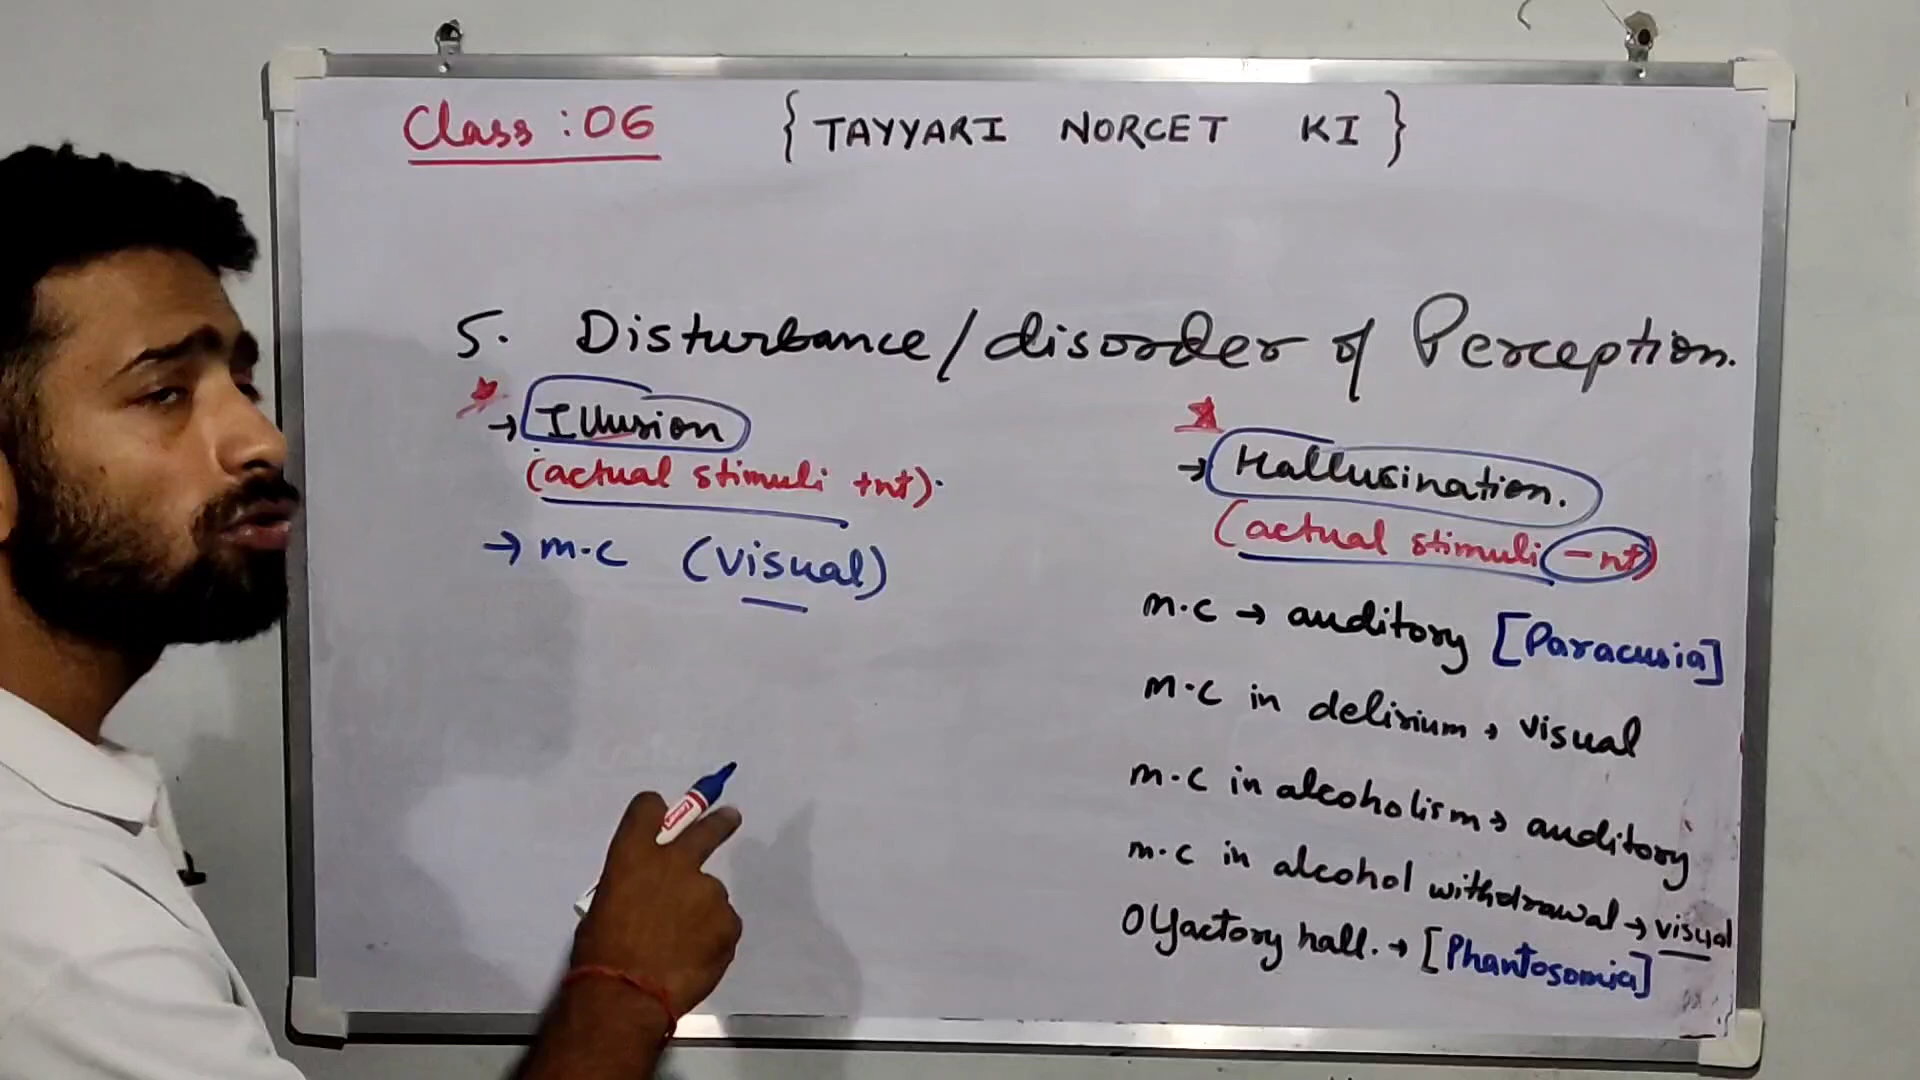 Class : 06 { TAYYARI NORCET KI }
5. Disturbance / disorder of Perception.
→ Illusion
(actual stimuli +nt).
→ m.c (visual)
→ Hallusination.
(actual stimuli -nt)
m.c → auditory [Paracusia]
m.c in delirium → visual
m.c in alcoholism → auditory
m.c in alcohol withdrawal → visual
Olfactory hall. → [Phantosomia]